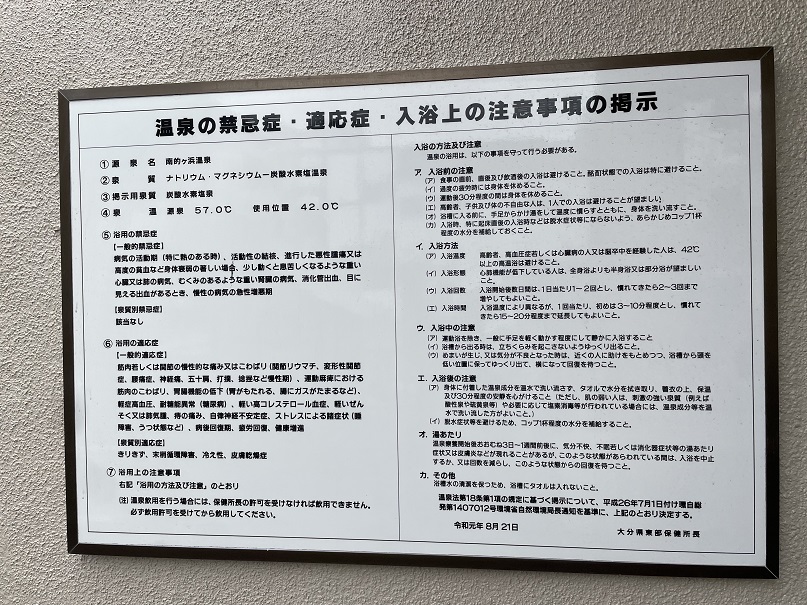 温泉の禁忌症・適応症・入浴上の注意事項の掲示
① 源泉名 南的ヶ浜温泉
② 泉質 ナトリウム・マグネシウム－炭酸水素塩温泉
③ 掲示用泉質 炭酸水素塩泉
④ 泉温 源泉 57.0℃ 使用位置 42.0℃
⑤ 浴用の禁忌症
【一般的禁忌症】
病気の活動期（特に熱のある時）、活動性の結核、進行した悪性腫瘍又は
高度の貧血など身体衰弱の著しい場合、少し動くと息苦しくなるような重い
心臓又は肺の病気、むくみのあるような重い腎臓の病気、消化管出血、目に
見える出血があるとき、慢性の病気の急性増悪期
【泉質別禁忌症】
該当なし
⑥ 浴用の適応症
【一般的適応症】
筋肉若しくは関節の慢性的な痛み又はこわばり（関節リウマチ、変形性関節
症、腰痛症、神経痛、五十肩、打撲、捻挫など慢性期）、運動麻痺における
筋肉のこわばり、胃腸機能の低下（胃がもたれる、腸にガスがたまるなど）、
軽症高血圧、耐糖能異常（糖尿病）、軽い高コレステロール血症、軽いぜん
そく又は肺気腫、痔の痛み、自律神経不安定症、ストレスによる諸症状（睡
眠障害、うつ状態など）、病後回復期、疲労回復、健康増進
【泉質別適応症】
きりきず、末梢循環障害、冷え性、皮膚乾燥症
⑦ 浴用上の注意事項
右記「浴用の方法及び注意」のとおり
（注）温泉飲用を行う場合には、保健所長の許可を受けなければ飲用できません。
必ず飲用許可を受けてから飲用してください。
入浴の方法及び注意
温泉の浴用は、以下の事項を守って行う必要がある。
ア．入浴前の注意
（ア）食事の直前、直後及び飲酒後の入浴は避けること。酩酊状態での入浴は特に避けること。
（イ）過度の疲労時には身体を休めること。
（ウ）運動後30分程度の間は身体を休めること。
（エ）高齢者、子供及び体の不自由な人は、1人での入浴は避けることが望ましい。
（オ）浴槽に入る前に、手足からかけ湯をして温度に慣らすとともに、身体を洗い流すこと。
（カ）入浴時、特に起床直後の入浴時などは脱水症状等にならないよう、あらかじめコップ1杯
程度の水分を補給しておくこと。
イ．入浴方法
（ア）入浴温度 高齢者、高血圧症若しくは心臓病の人又は脳卒中を経験した人は、42℃
以上の高温浴は避けること。
（イ）入浴形態 心肺機能が低下している人は、全身浴よりも半身浴又は部分浴が望ましい
こと。
（ウ）入浴回数 入浴開始後数日間は、1日当たり1～2回とし、慣れてきたら2～3回まで
増やしてもよいこと。
（エ）入浴時間 入浴温度により異なるが、1回当たり、初めは3～10分程度とし、慣れて
きたら15～20分程度まで延長してもよいこと。
ウ．入浴中の注意
（ア）運動浴を除き、一般に手足を軽く動かす程度にして静かに入浴すること
（イ）浴槽から出る時は、立ちくらみを起こさないようゆっくり出ること。
（ウ）めまいが生じ、又は気分が不良となった時は、近くの人に助けをもとめつつ、浴槽から頭を
低い位置に保ってゆっくり出て、横になって回復を待つこと。
エ．入浴後の注意
（ア）身体に付着した温泉成分を温水で洗い流さず、タオルで水分を拭き取り、着衣の上、保温
及び30分程度の安静を心がけること（ただし、肌の弱い人は、刺激の強い泉質（例えば
酸性泉や硫黄泉等）や必要に応じて塩素消毒等が行われている場合には、温泉成分等を温
水で洗い流した方がよいこと。）
（イ）脱水症状等を避けるため、コップ1杯程度の水分を補給すること。
オ．湯あたり
温泉療養開始後おおむね3日～1週間前後に、気分不快、不眠若しくは消化器症状等の湯あたり
症状又は皮膚炎などが現れることがあるが、このような状態があらわれている間は、入浴を中止
するか、又は回数を減らし、このような状態からの回復を待つこと。
カ．その他
浴槽水の清潔を保つため、浴槽にタオルは入れないこと。
温泉法第18条第1項の規定に基づく掲示について、平成26年7月1日付け環自総
発第1407012号環境省自然環境局長通知を基準に、上記のとおり決定する。
令和元年8月21日
大分県東部保健所長